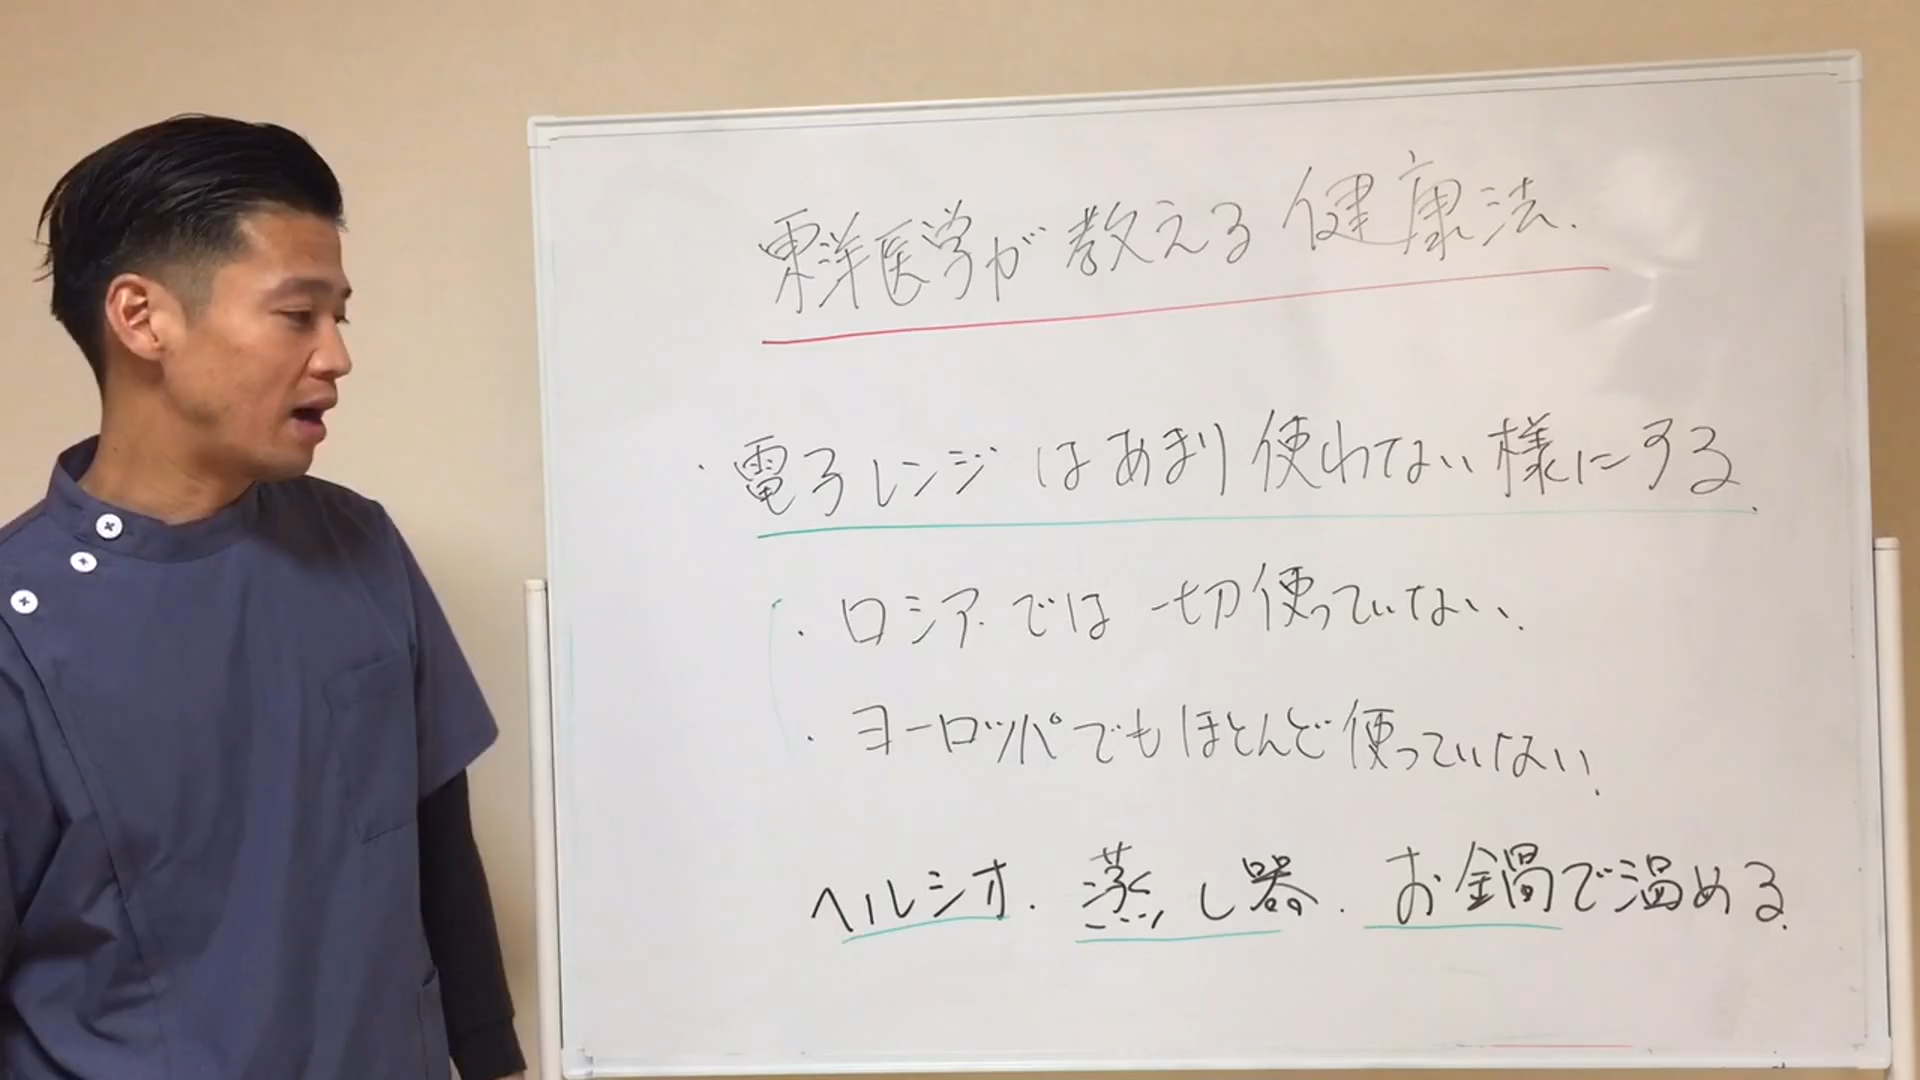 東洋医学が教える健康法.
・電子レンジはあまり使わない様にする.
・ロシアでは一切使っていない.
・ヨーロッパでもほとんど使っていない.
ヘルシオ.蒸し器.お鍋で温める.